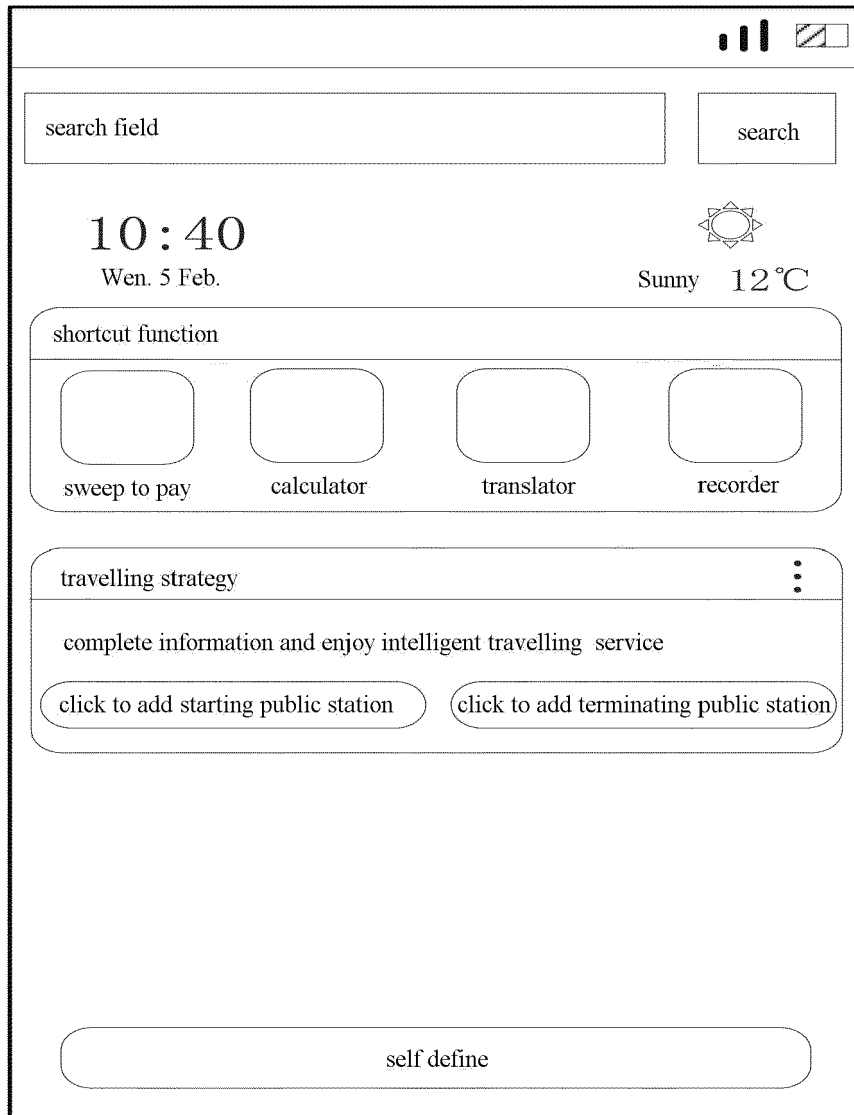 search field
search
10:40
Wen. 5 Feb.
Sunny 12°C
shortcut function
sweep to pay
calculator
translator
recorder
travelling strategy
complete information and enjoy intelligent travelling service
click to add starting public station
click to add terminating public station
self define